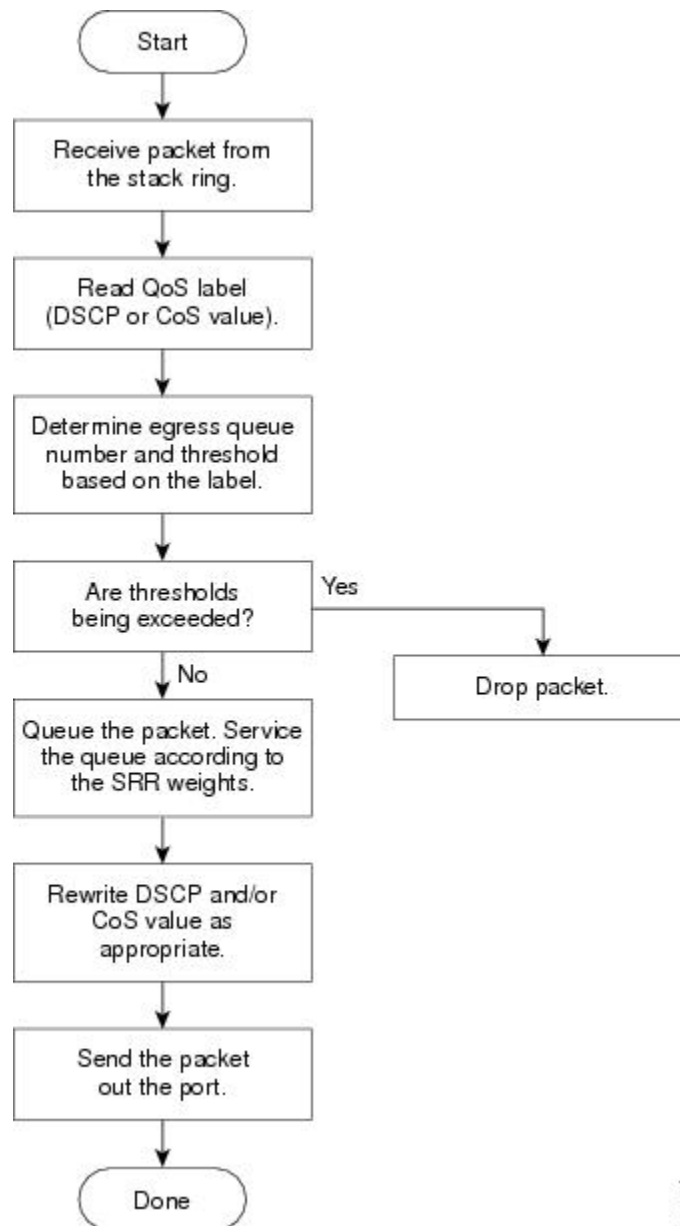 Start
Receive packet from
the stack ring.
Read QoS label
(DSCP or CoS value).
Determine egress queue
number and threshold
based on the label.
Are thresholds
being exceeded?
Yes
Drop packet.
No
Queue the packet. Service
the queue according to
the SRR weights.
Rewrite DSCP and/or
CoS value as
appropriate.
Send the packet
out the port.
Done